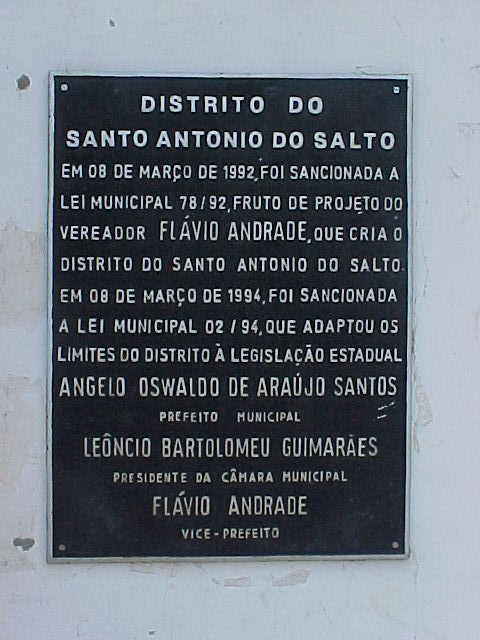 DISTRITO DO
SANTO ANTONIO DO SALTO
EM 08 DE MARÇO DE 1992, FOI SANCIONADA A
LEI MUNICIPAL 78/92, FRUTO DE PROJETO DO
VEREADOR FLÁVIO ANDRADE, QUE CRIA O
DISTRITO DO SANTO ANTONIO DO SALTO.
EM 08 DE MARÇO DE 1994, FOI SANCIONADA
A LEI MUNICIPAL 02/94, QUE ADAPTOU OS
LIMITES DO DISTRITO À LEGISLAÇÃO ESTADUAL
ANGELO OSWALDO DE ARAÚJO SANTOS
PREFEITO MUNICIPAL
LEÔNCIO BARTOLOMEU GUIMARÃES
PRESIDENTE DA CÂMARA MUNICIPAL
FLÁVIO ANDRADE
VICE-PREFEITO